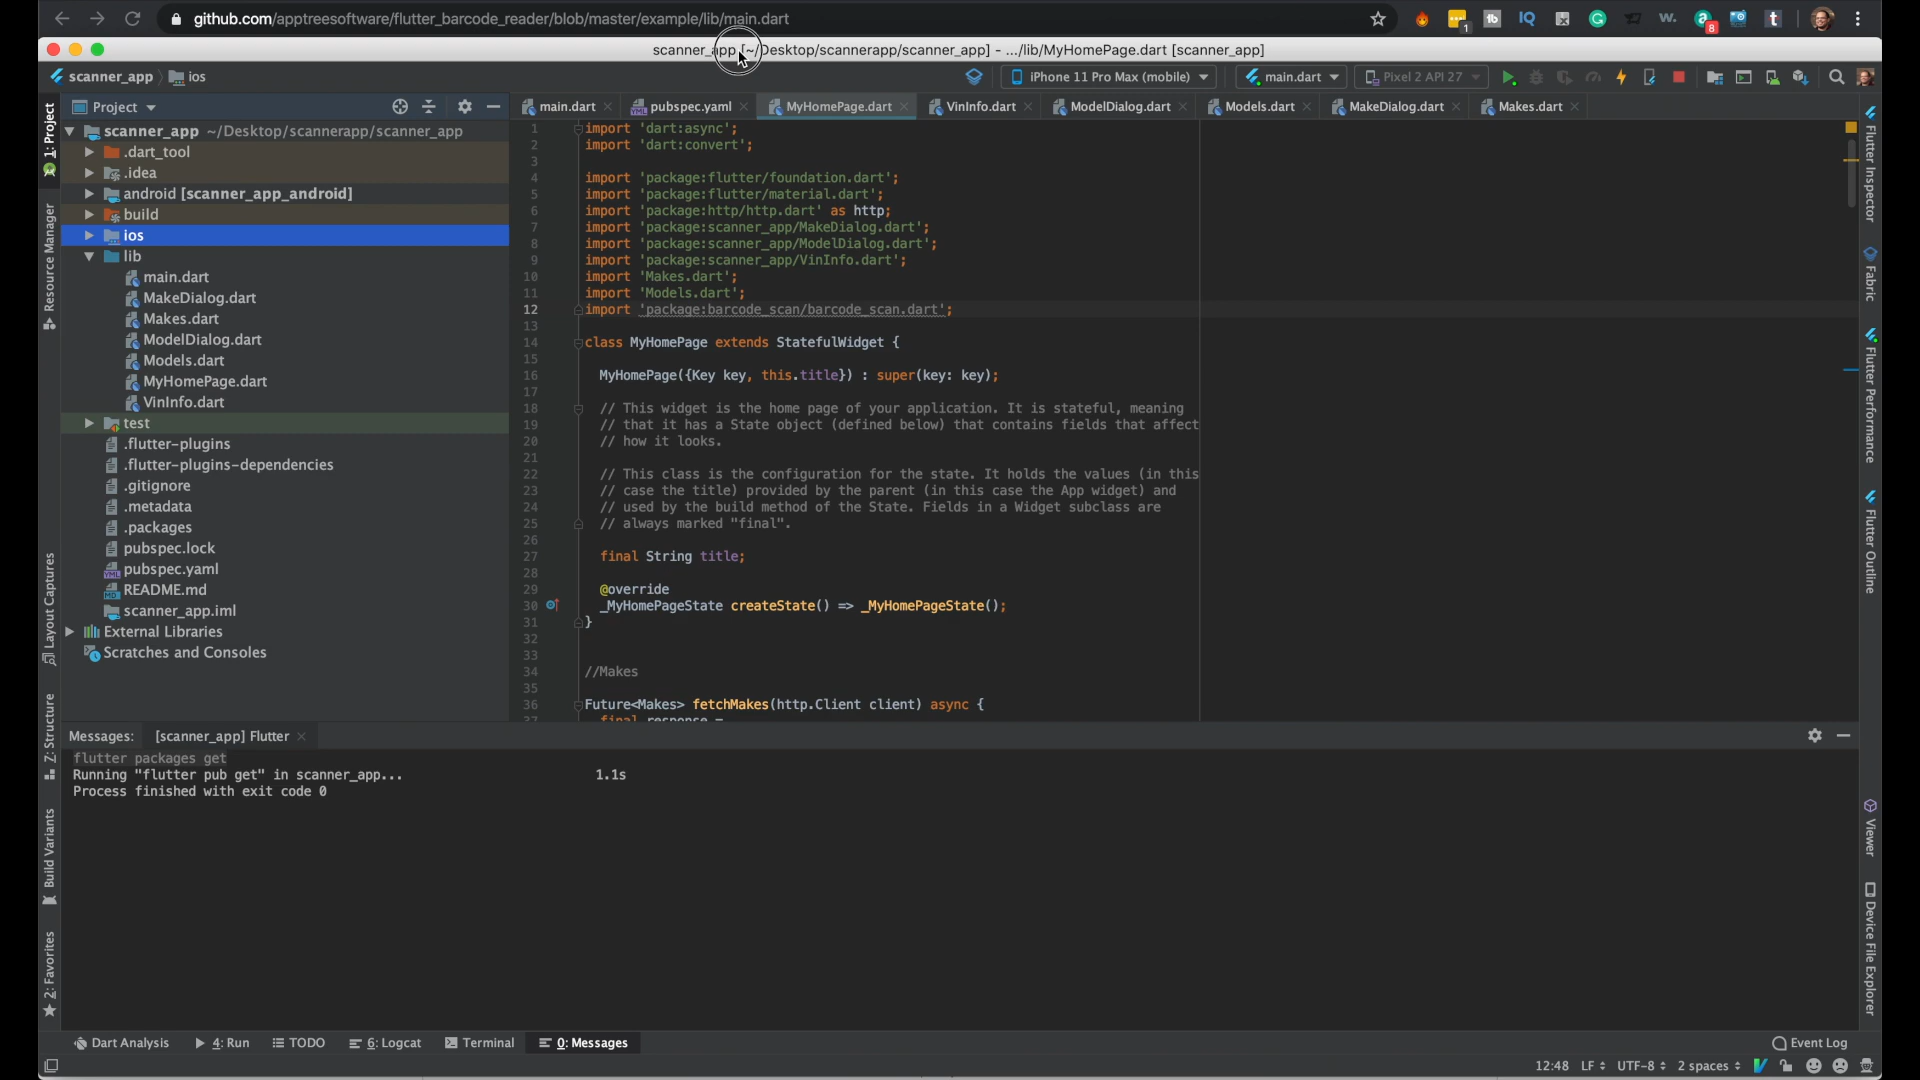 github.com/apptreesoftware/flutter_barcode_reader/blob/master/example/lib/main.dart
scanner_app [~/Desktop/scannerapp/scanner_app] - .../lib/MyHomePage.dart [scanner_app]
scanner_app ios
iPhone 11 Pro Max (mobile) main.dart Pixel 2 API 27
Project
main.dart pubspec.yaml MyHomePage.dart VinInfo.dart ModelDialog.dart Models.dart MakeDialog.dart Makes.dart
scanner_app ~/Desktop/scannerapp/scanner_app
.dart_tool
.idea
android [scanner_app_android]
build
ios
lib
main.dart
MakeDialog.dart
Makes.dart
ModelDialog.dart
Models.dart
MyHomePage.dart
VinInfo.dart
test
.flutter-plugins
.flutter-plugins-dependencies
.gitignore
.metadata
.packages
pubspec.lock
pubspec.yaml
README.md
scanner_app.iml
External Libraries
Scratches and Consoles
1 import 'dart:async';
2 import 'dart:convert';
3
4 import 'package:flutter/foundation.dart';
5 import 'package:flutter/material.dart';
6 import 'package:http/http.dart' as http;
7 import 'package:scanner_app/MakeDialog.dart';
8 import 'package:scanner_app/ModelDialog.dart';
9 import 'package:scanner_app/VinInfo.dart';
10 import 'Makes.dart';
11 import 'Models.dart';
12 import 'package:barcode_scan/barcode_scan.dart';
13
14 class MyHomePage extends StatefulWidget {
15
16 MyHomePage({Key key, this.title}) : super(key: key);
17
18 // This widget is the home page of your application. It is stateful, meaning
19 // that it has a State object (defined below) that contains fields that affect
20 // how it looks.
21
22 // This class is the configuration for the state. It holds the values (in this
23 // case the title) provided by the parent (in this case the App widget) and
24 // used by the build method of the State. Fields in a Widget subclass are
25 // always marked "final".
26
27 final String title;
28
29 @override
30 _MyHomePageState createState() => _MyHomePageState();
31 }
32
33
34 //Makes
35
36 Future<Makes> fetchMakes(http.Client client) async {
37 final response =
Messages: [scanner_app] Flutter
flutter packages get
Running "flutter pub get" in scanner_app... 1.1s
Process finished with exit code 0
1: Project
Resource Manager
Layout Captures
Z: Structure
Build Variants
2: Favorites
Flutter Inspector
Fabric
Flutter Performance
Flutter Outline
Viewer
Device File Explorer
Dart Analysis 4: Run TODO 6: Logcat Terminal 0: Messages Event Log
12:48 LF UTF-8 2 spaces